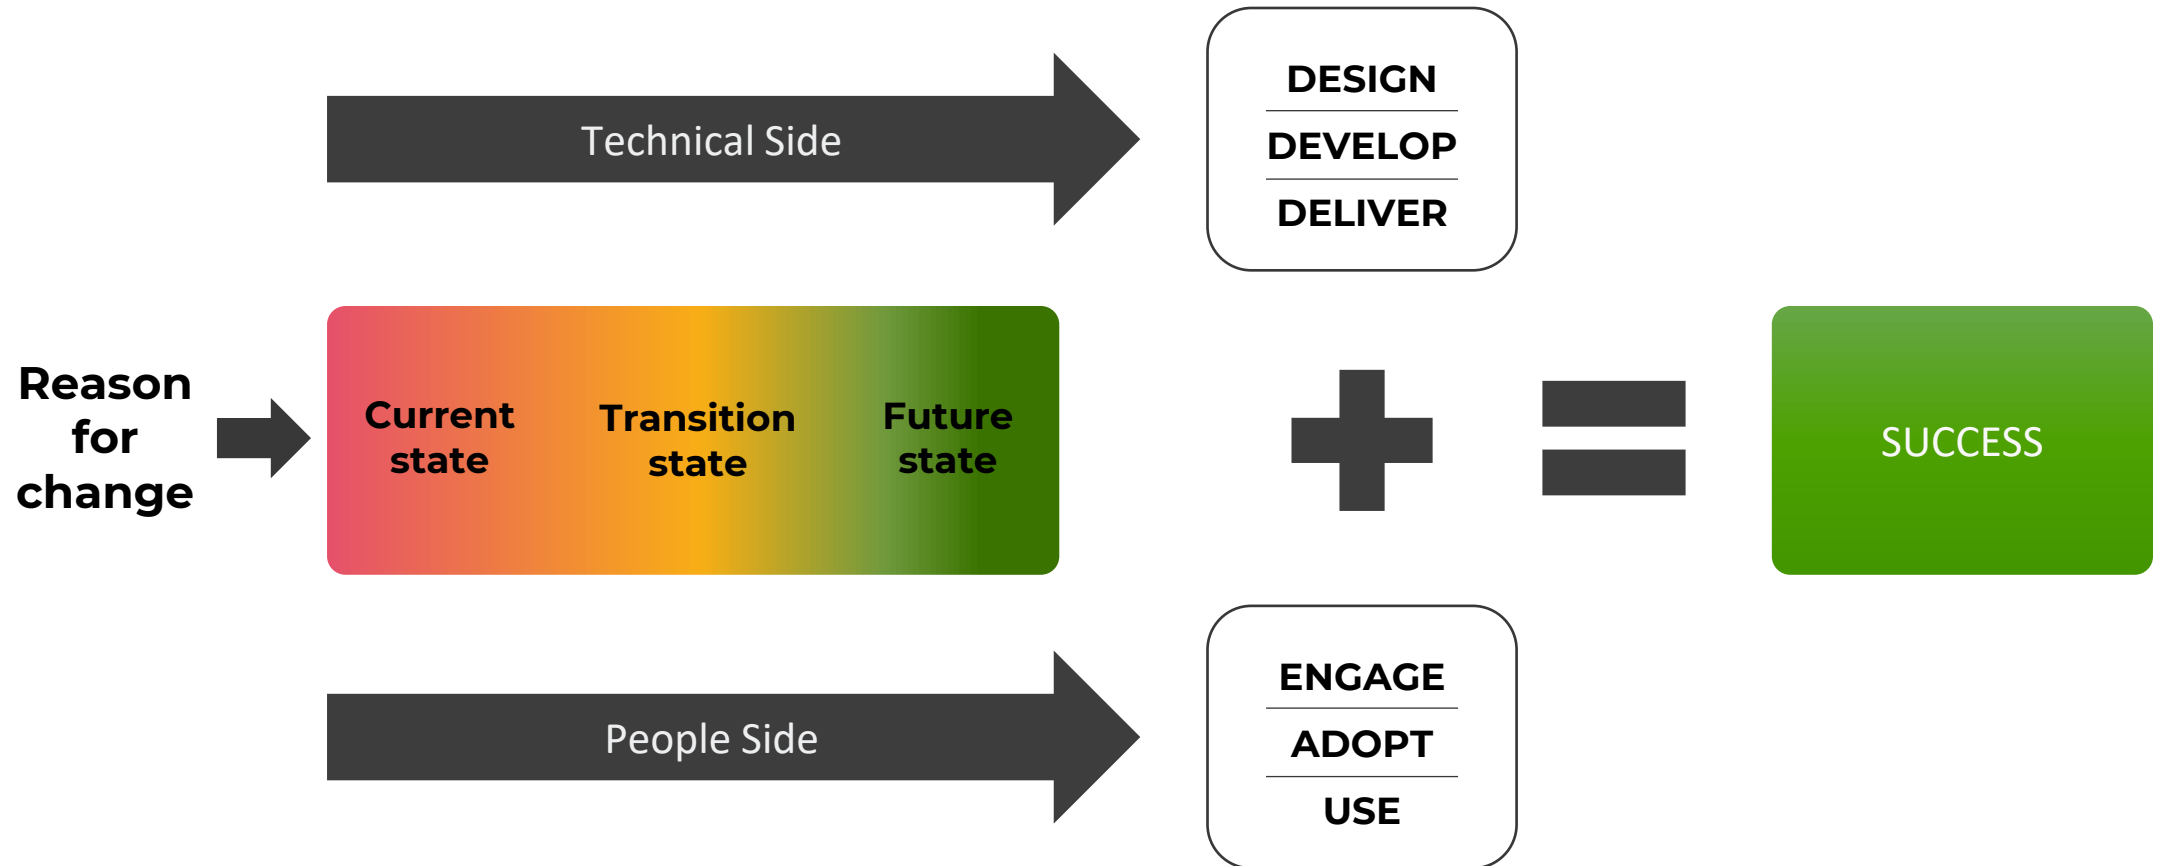 Technical Side
DESIGN
DEVELOP
DELIVER
Reason
for
change
Current
state
Transition
state
Future
state
SUCCESS
People Side
ENGAGE
ADOPT
USE